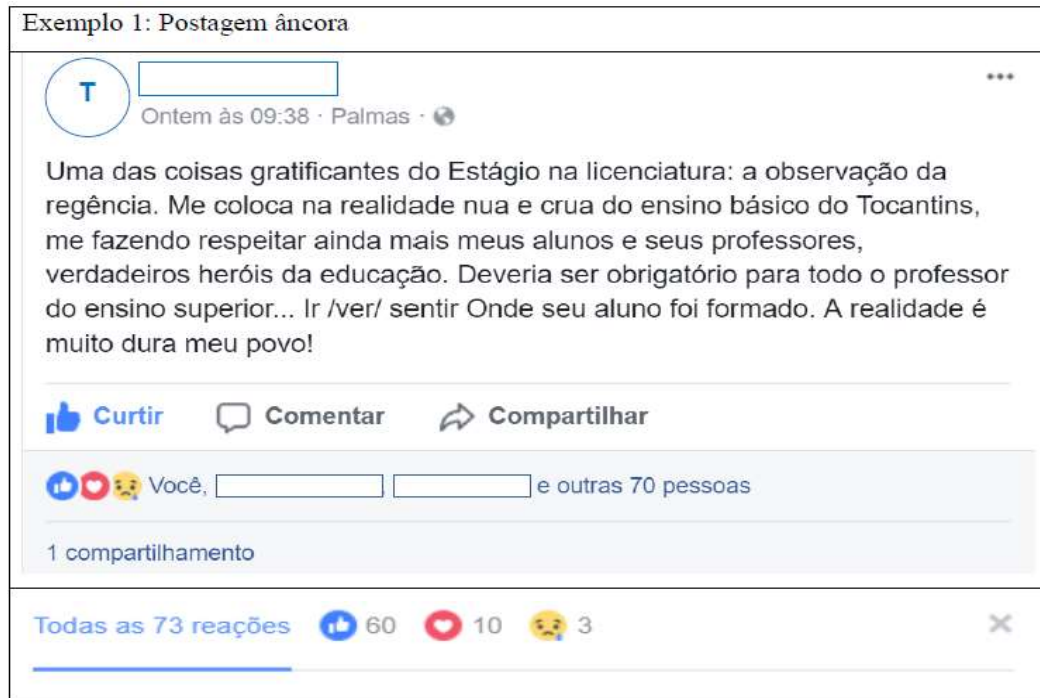 Exemplo 1: Postagem âncora
T
...
Ontem às 09:38 · Palmas ·
Uma das coisas gratificantes do Estágio na licenciatura: a observação da
regência. Me coloca na realidade nua e crua do ensino básico do Tocantins,
me fazendo respeitar ainda mais meus alunos e seus professores,
verdadeiros heróis da educação. Deveria ser obrigatório para todo o professor
do ensino superior... Ir /ver/ sentir Onde seu aluno foi formado. A realidade é
muito dura meu povo!
Curtir Comentar Compartilhar
Você, , e outras 70 pessoas
1 compartilhamento
Todas as 73 reações 60 10 3